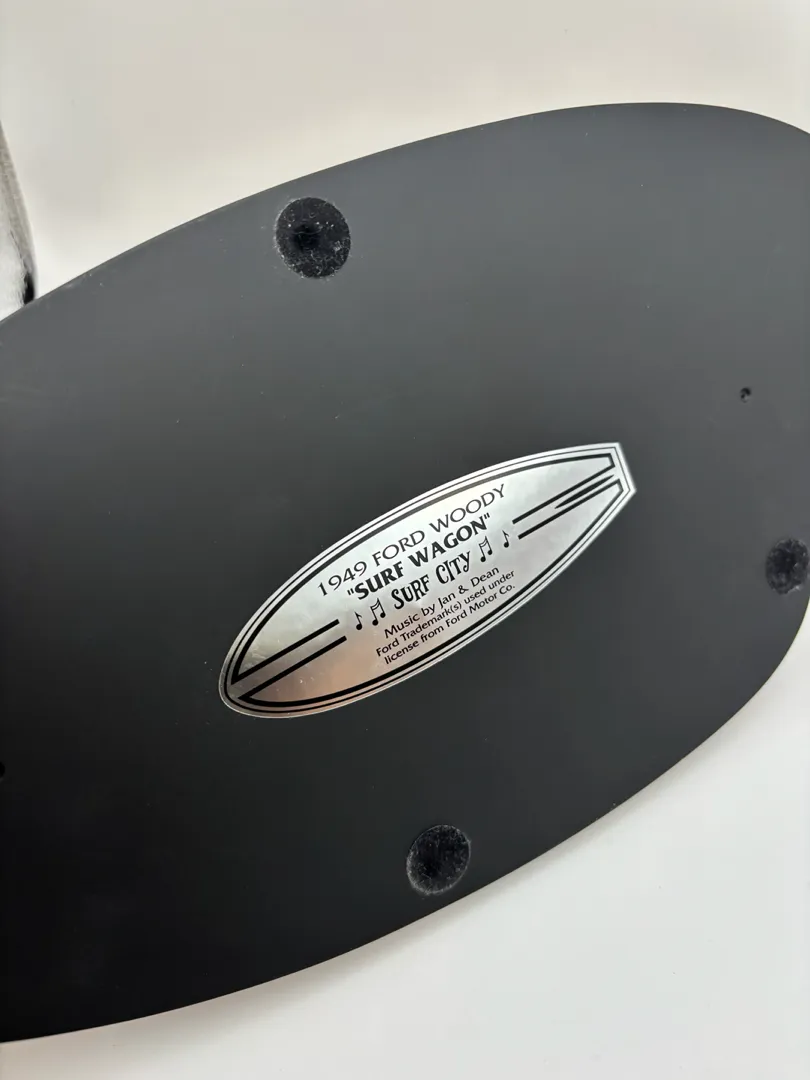 1949 FORD WOODY
"SURF WAGON"
♪♫ SURF CITY ♫ ♪
Music by Jan & Dean
Ford Trademark(s) used under
license from Ford Motor Co.